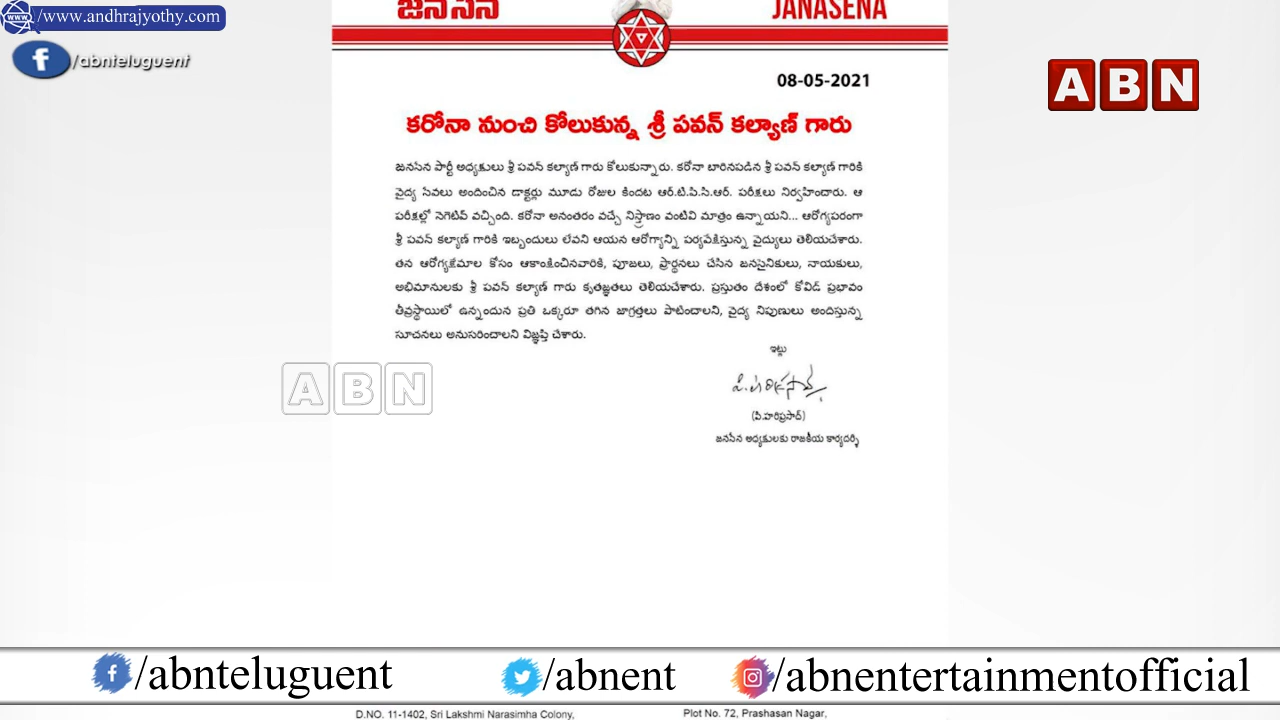 /www.andhrajyothy.com
జనసేన
JANASENA
/abnteluguent
ABN
08-05-2021
కరోనా నుంచి కోలుకున్న శ్రీ పవన్ కల్యాణ్ గారు
జనసేన పార్టీ అధ్యక్షులు శ్రీ పవన్ కల్యాణ్ గారు కోలుకున్నారు. కరోనా బారినపడిన శ్రీ పవన్ కల్యాణ్ గారికి
వైద్య సేవలు అందించిన డాక్టర్లు మూడు రోజుల కిందట ఆర్.టి.పి.సి.ఆర్. పరీక్షలు నిర్వహించారు. ఆ
పరీక్షల్లో నెగెటివ్ వచ్చింది. కరోనా అనంతరం వచ్చే నిస్త్రాణం వంటివి మాత్రం ఉన్నాయని... ఆరోగ్యపరంగా
శ్రీ పవన్ కల్యాణ్ గారికి ఇబ్బందులు లేవని ఆయన ఆరోగ్యాన్ని పర్యవేక్షిస్తున్న వైద్యులు తెలియచేశారు.
తన ఆరోగ్యక్షేమాల కోసం ఆకాంక్షించినవారికి, పూజలు, ప్రార్థనలు చేసిన జనసైనికులు, నాయకులు,
అభిమానులకు శ్రీ పవన్ కల్యాణ్ గారు కృతజ్ఞతలు తెలియచేశారు. ప్రస్తుతం దేశంలో కోవిడ్ ప్రభావం
తీవ్రస్థాయిలో ఉన్నందున ప్రతి ఒక్కరూ తగిన జాగ్రత్తలు పాటించాలని, వైద్య నిపుణులు అందిస్తున్న
సూచనలు అనుసరించాలని విజ్ఞప్తి చేశారు.
ఇట్లు
ABN
పి.హరిప్రసాద్
(పి.హరిప్రసాద్)
జనసేన అధ్యక్షులకు రాజకీయ కార్యదర్శి
/abnteluguent
/abnent
/abnentertainmentofficial
D.NO. 11-1402, Sri Lakshmi Narasimha Colony,
Plot No. 72, Prashasan Nagar,